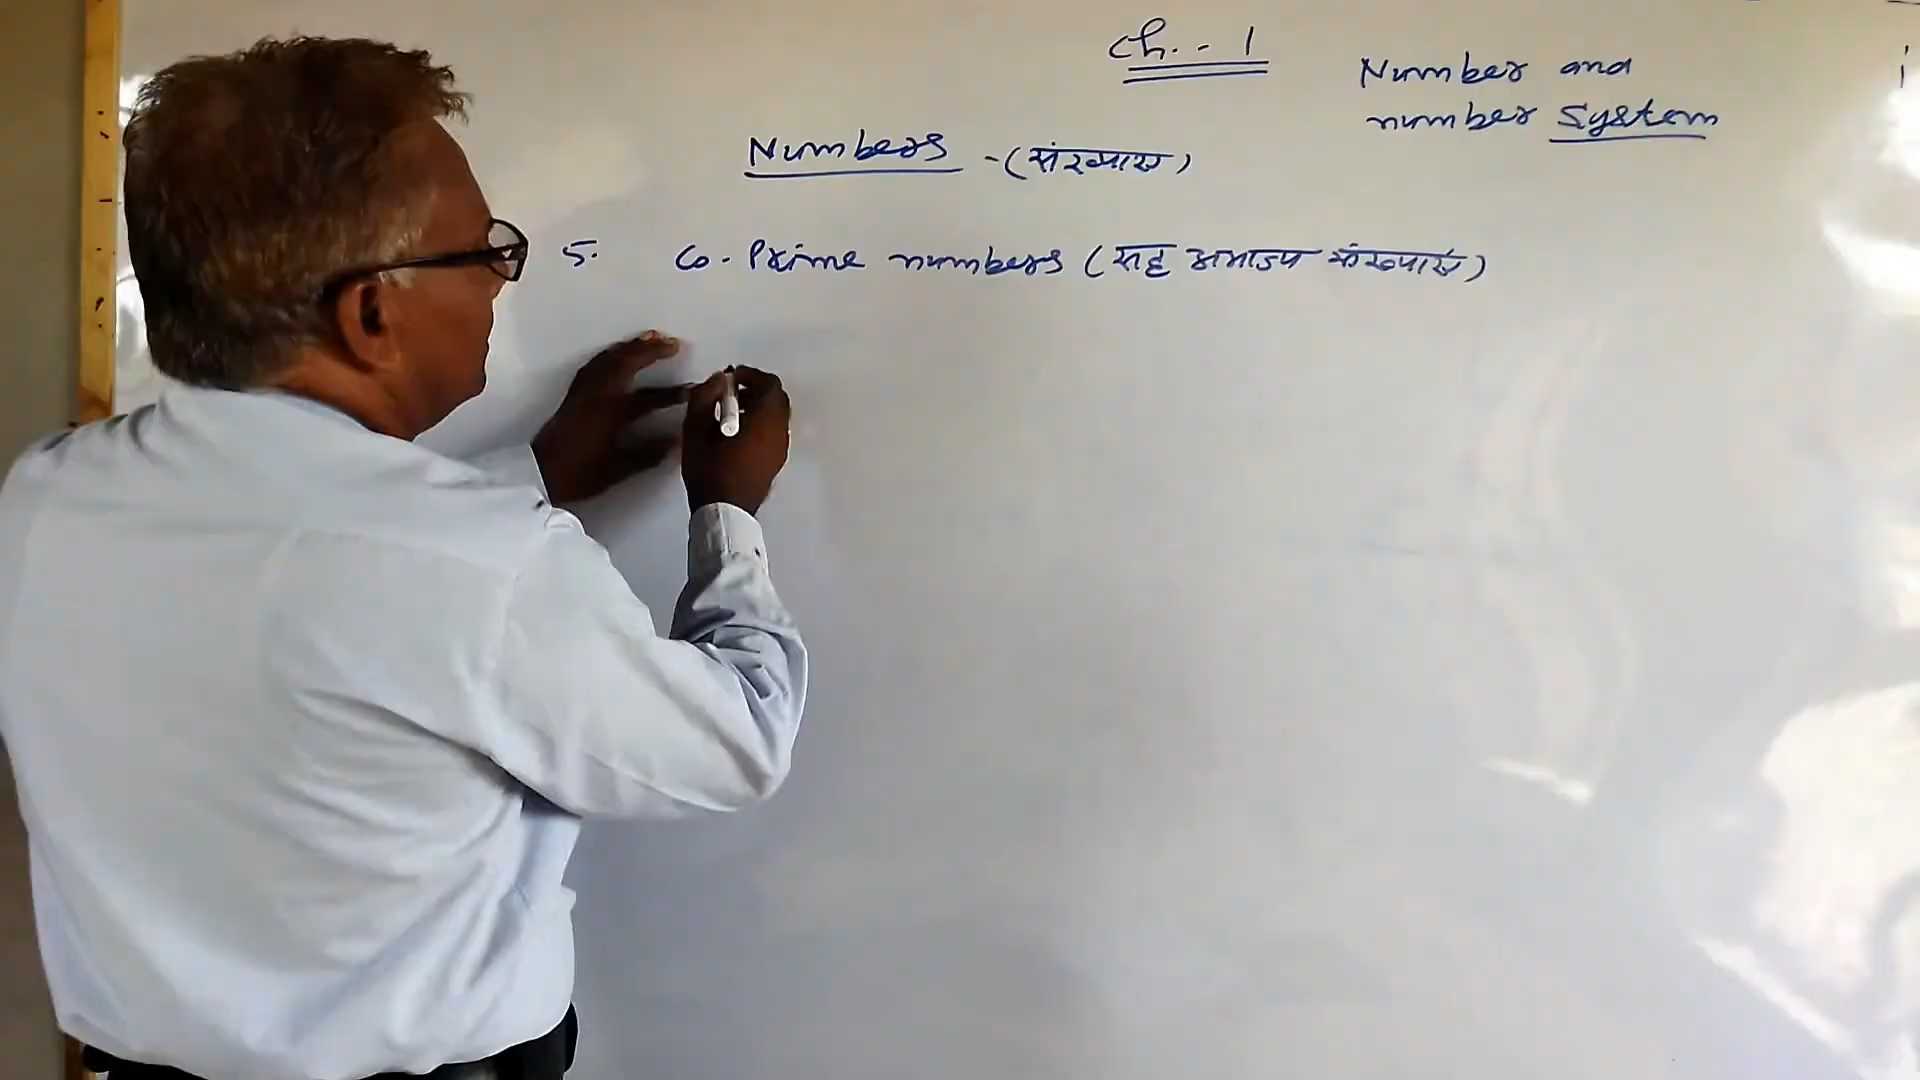 Ch.- 1
Number and
number System
Numbers - (संख्याएं)
5. Co-Prime numbers (सह अभाज्य संख्याएं)